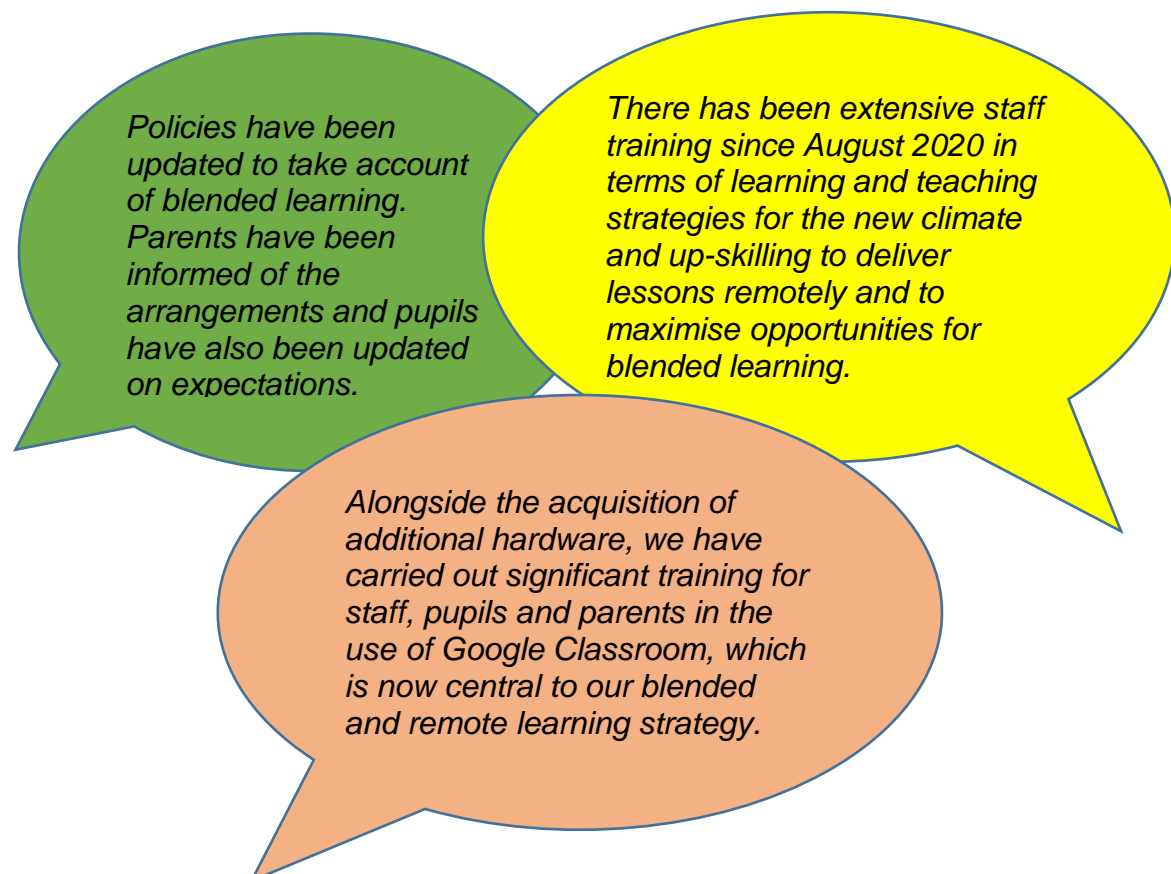 Policies have been
updated to take account
of blended learning.
Parents have been
informed of the
arrangements and pupils
have also been updated
on expectations.
There has been extensive staff
training since August 2020 in
terms of learning and teaching
strategies for the new climate
and up-skilling to deliver
lessons remotely and to
maximise opportunities for
blended learning.
Alongside the acquisition of
additional hardware, we have
carried out significant training for
staff, pupils and parents in the
use of Google Classroom, which
is now central to our blended
and remote learning strategy.